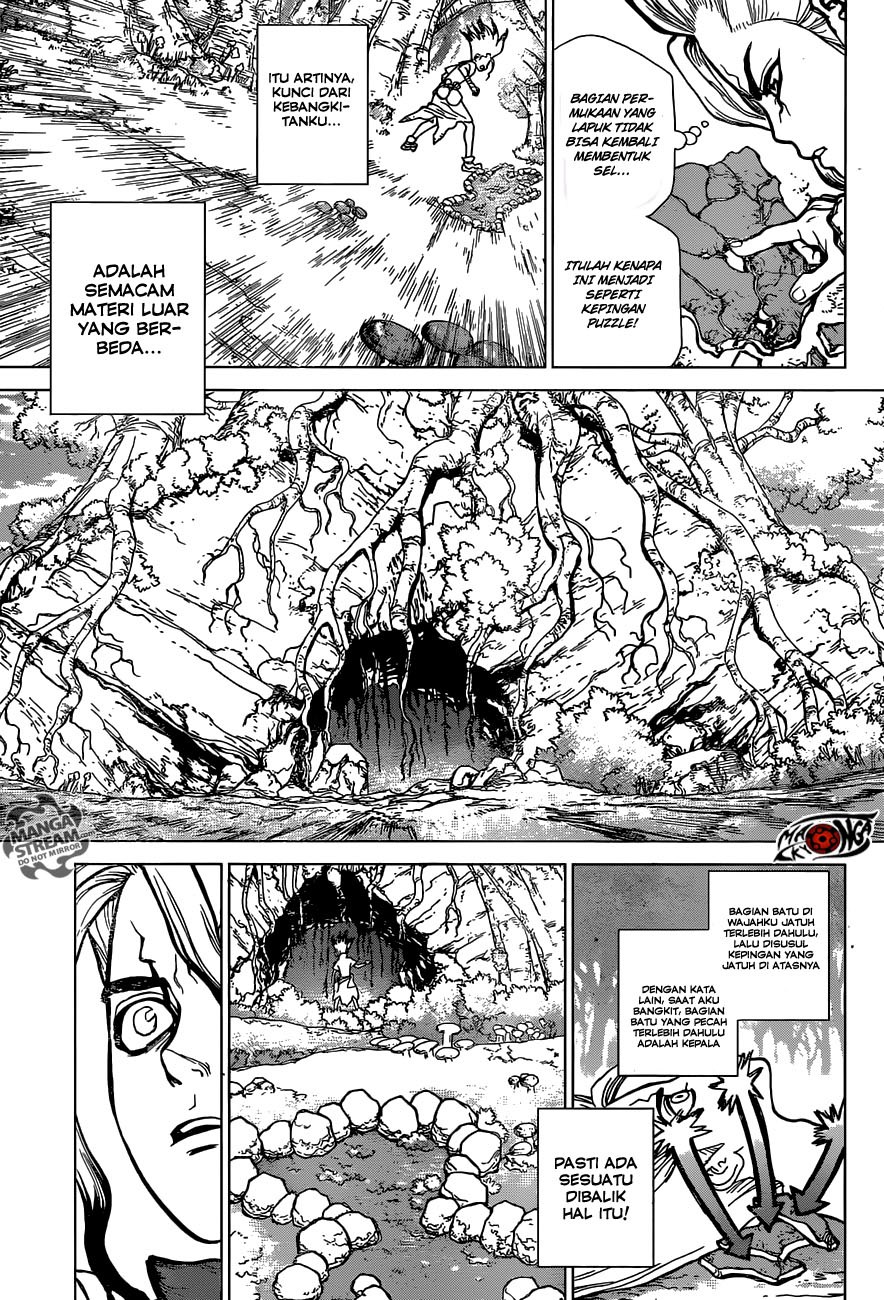 BAGIAN PER-
MUKAAN YANG
LAPUK TIDAK
BISA KEMBALI
MEMBENTUK
SEL...
ITULAH KENAPA
INI MENJADI
SEPERTI
KEPINGAN
PUZZLE!
ITU ARTINYA,
KUNCI DARI
KEBANGKI-
TANKU...
ADALAH
SEMACAM
MATERI LUAR
YANG BER-
BEDA...
MANGA
STREAM.com
DO NOT MIRROR
BAGIAN BATU DI
WAJAHKU JATUH
TERLEBIH DAHULU,
LALU DISUSUL
KEPINGAN YANG
JATUH DI ATASNYA
DENGAN KATA
LAIN, SAAT AKU
BANGKIT, BAGIAN
BATU YANG PECAH
TERLEBIH DAHULU
ADALAH KEPALA
PASTI ADA
SESUATU
DIBALIK
HAL ITU!